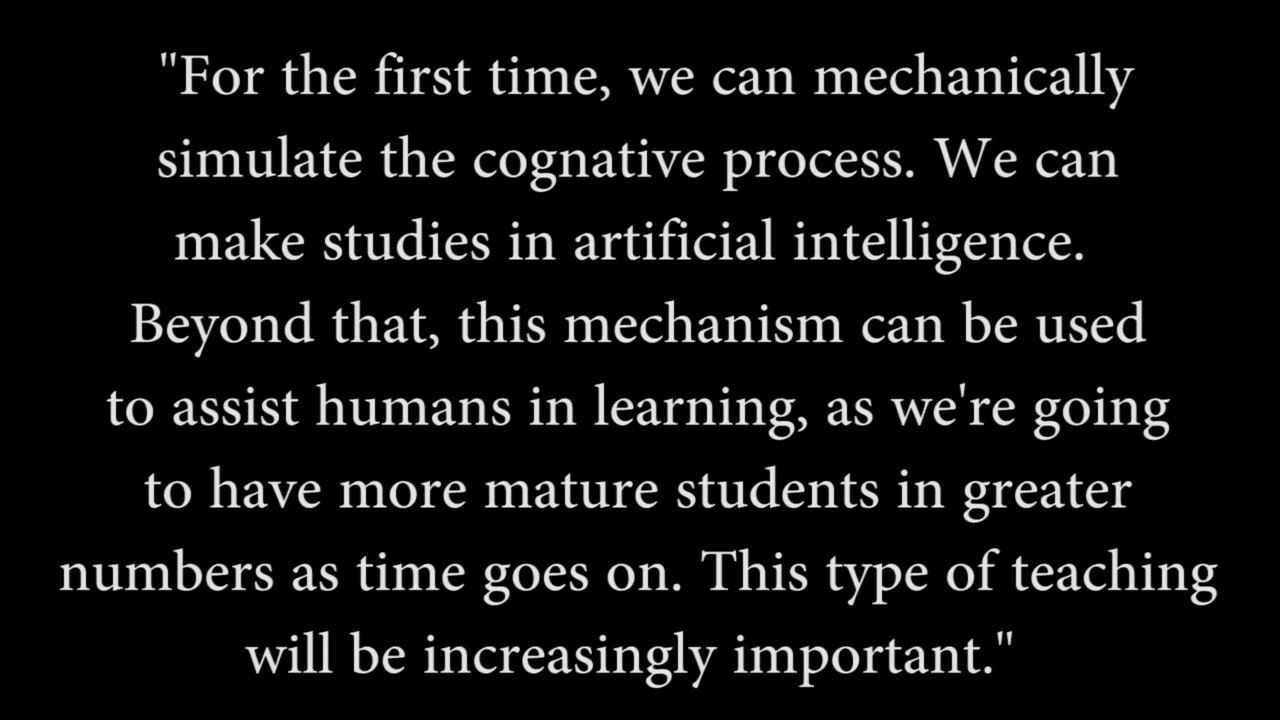 "For the first time, we can mechanically
simulate the cognative process. We can
make studies in artificial intelligence.
Beyond that, this mechanism can be used
to assist humans in learning, as we're going
to have more mature students in greater
numbers as time goes on. This type of teaching
will be increasingly important."